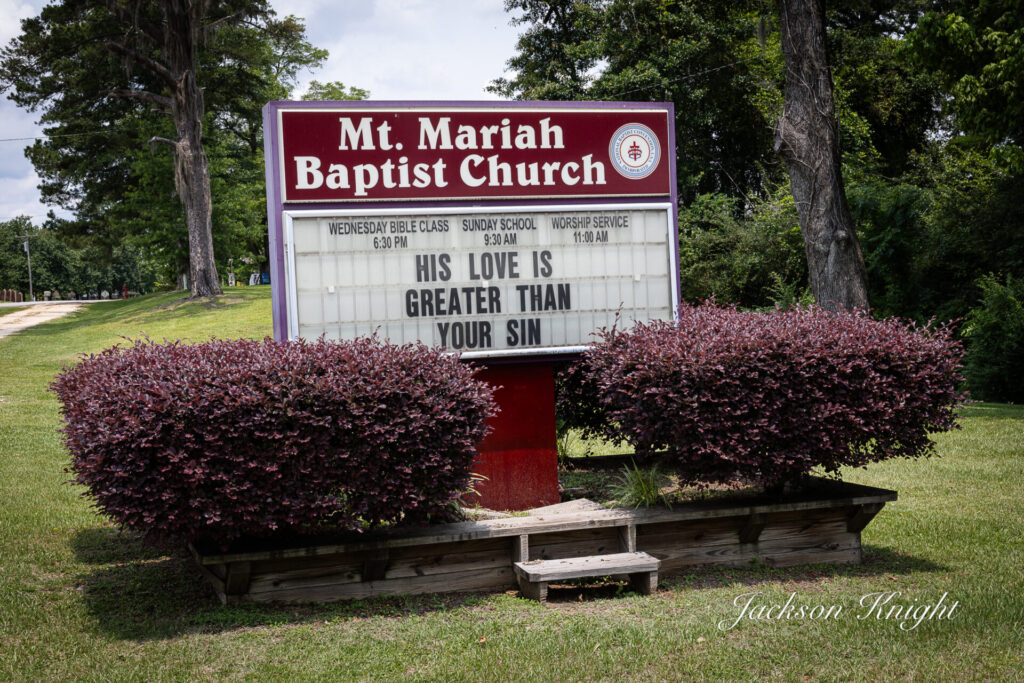 Mt. Mariah
Baptist Church
WEDNESDAY BIBLE CLASS SUNDAY SCHOOL WORSHIP SERVICE
6:30 PM 9:30 AM 11:00 AM
HIS LOVE IS
GREATER THAN
YOUR SIN
Jackson Knight